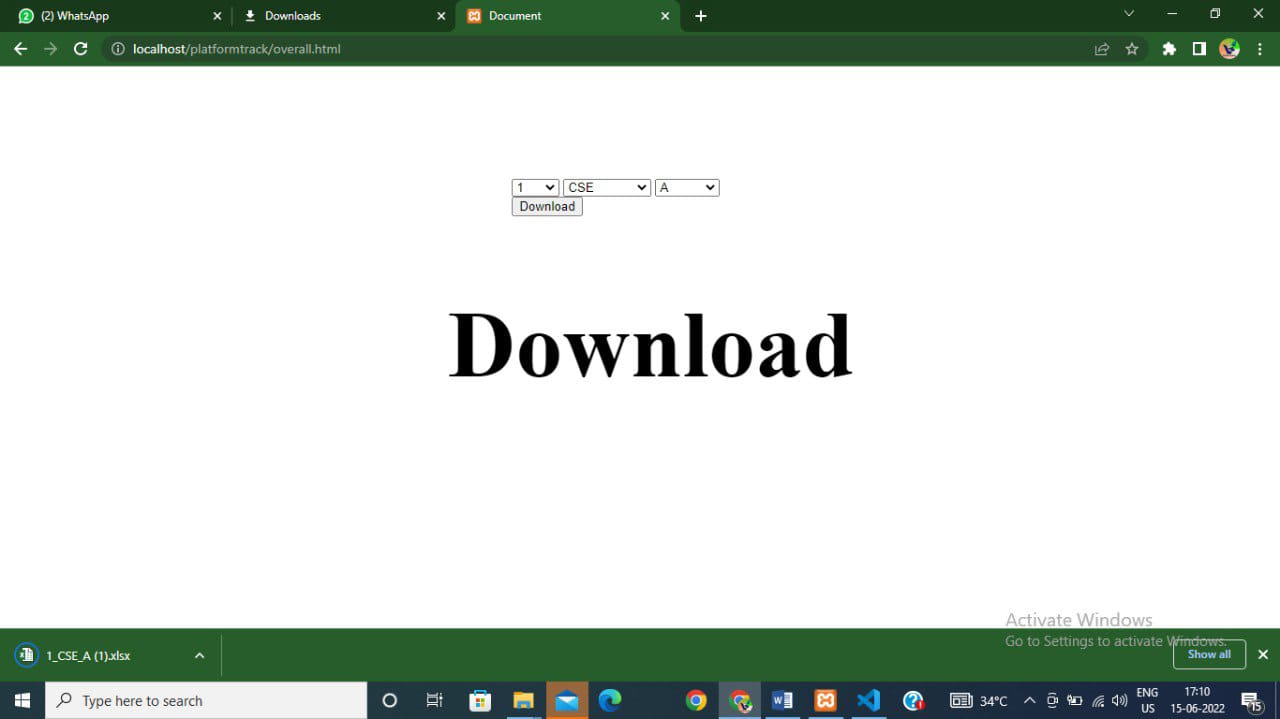 (2) WhatsApp
Downloads
Document
localhost/platformtrack/overall.html
1 CSE A
Download
Download
Activate Windows
Go to Settings to activate Windows.
1_CSE_A (1).xlsx
Show all
Type here to search
34°C
ENG
US
17:10
15-06-2022
15